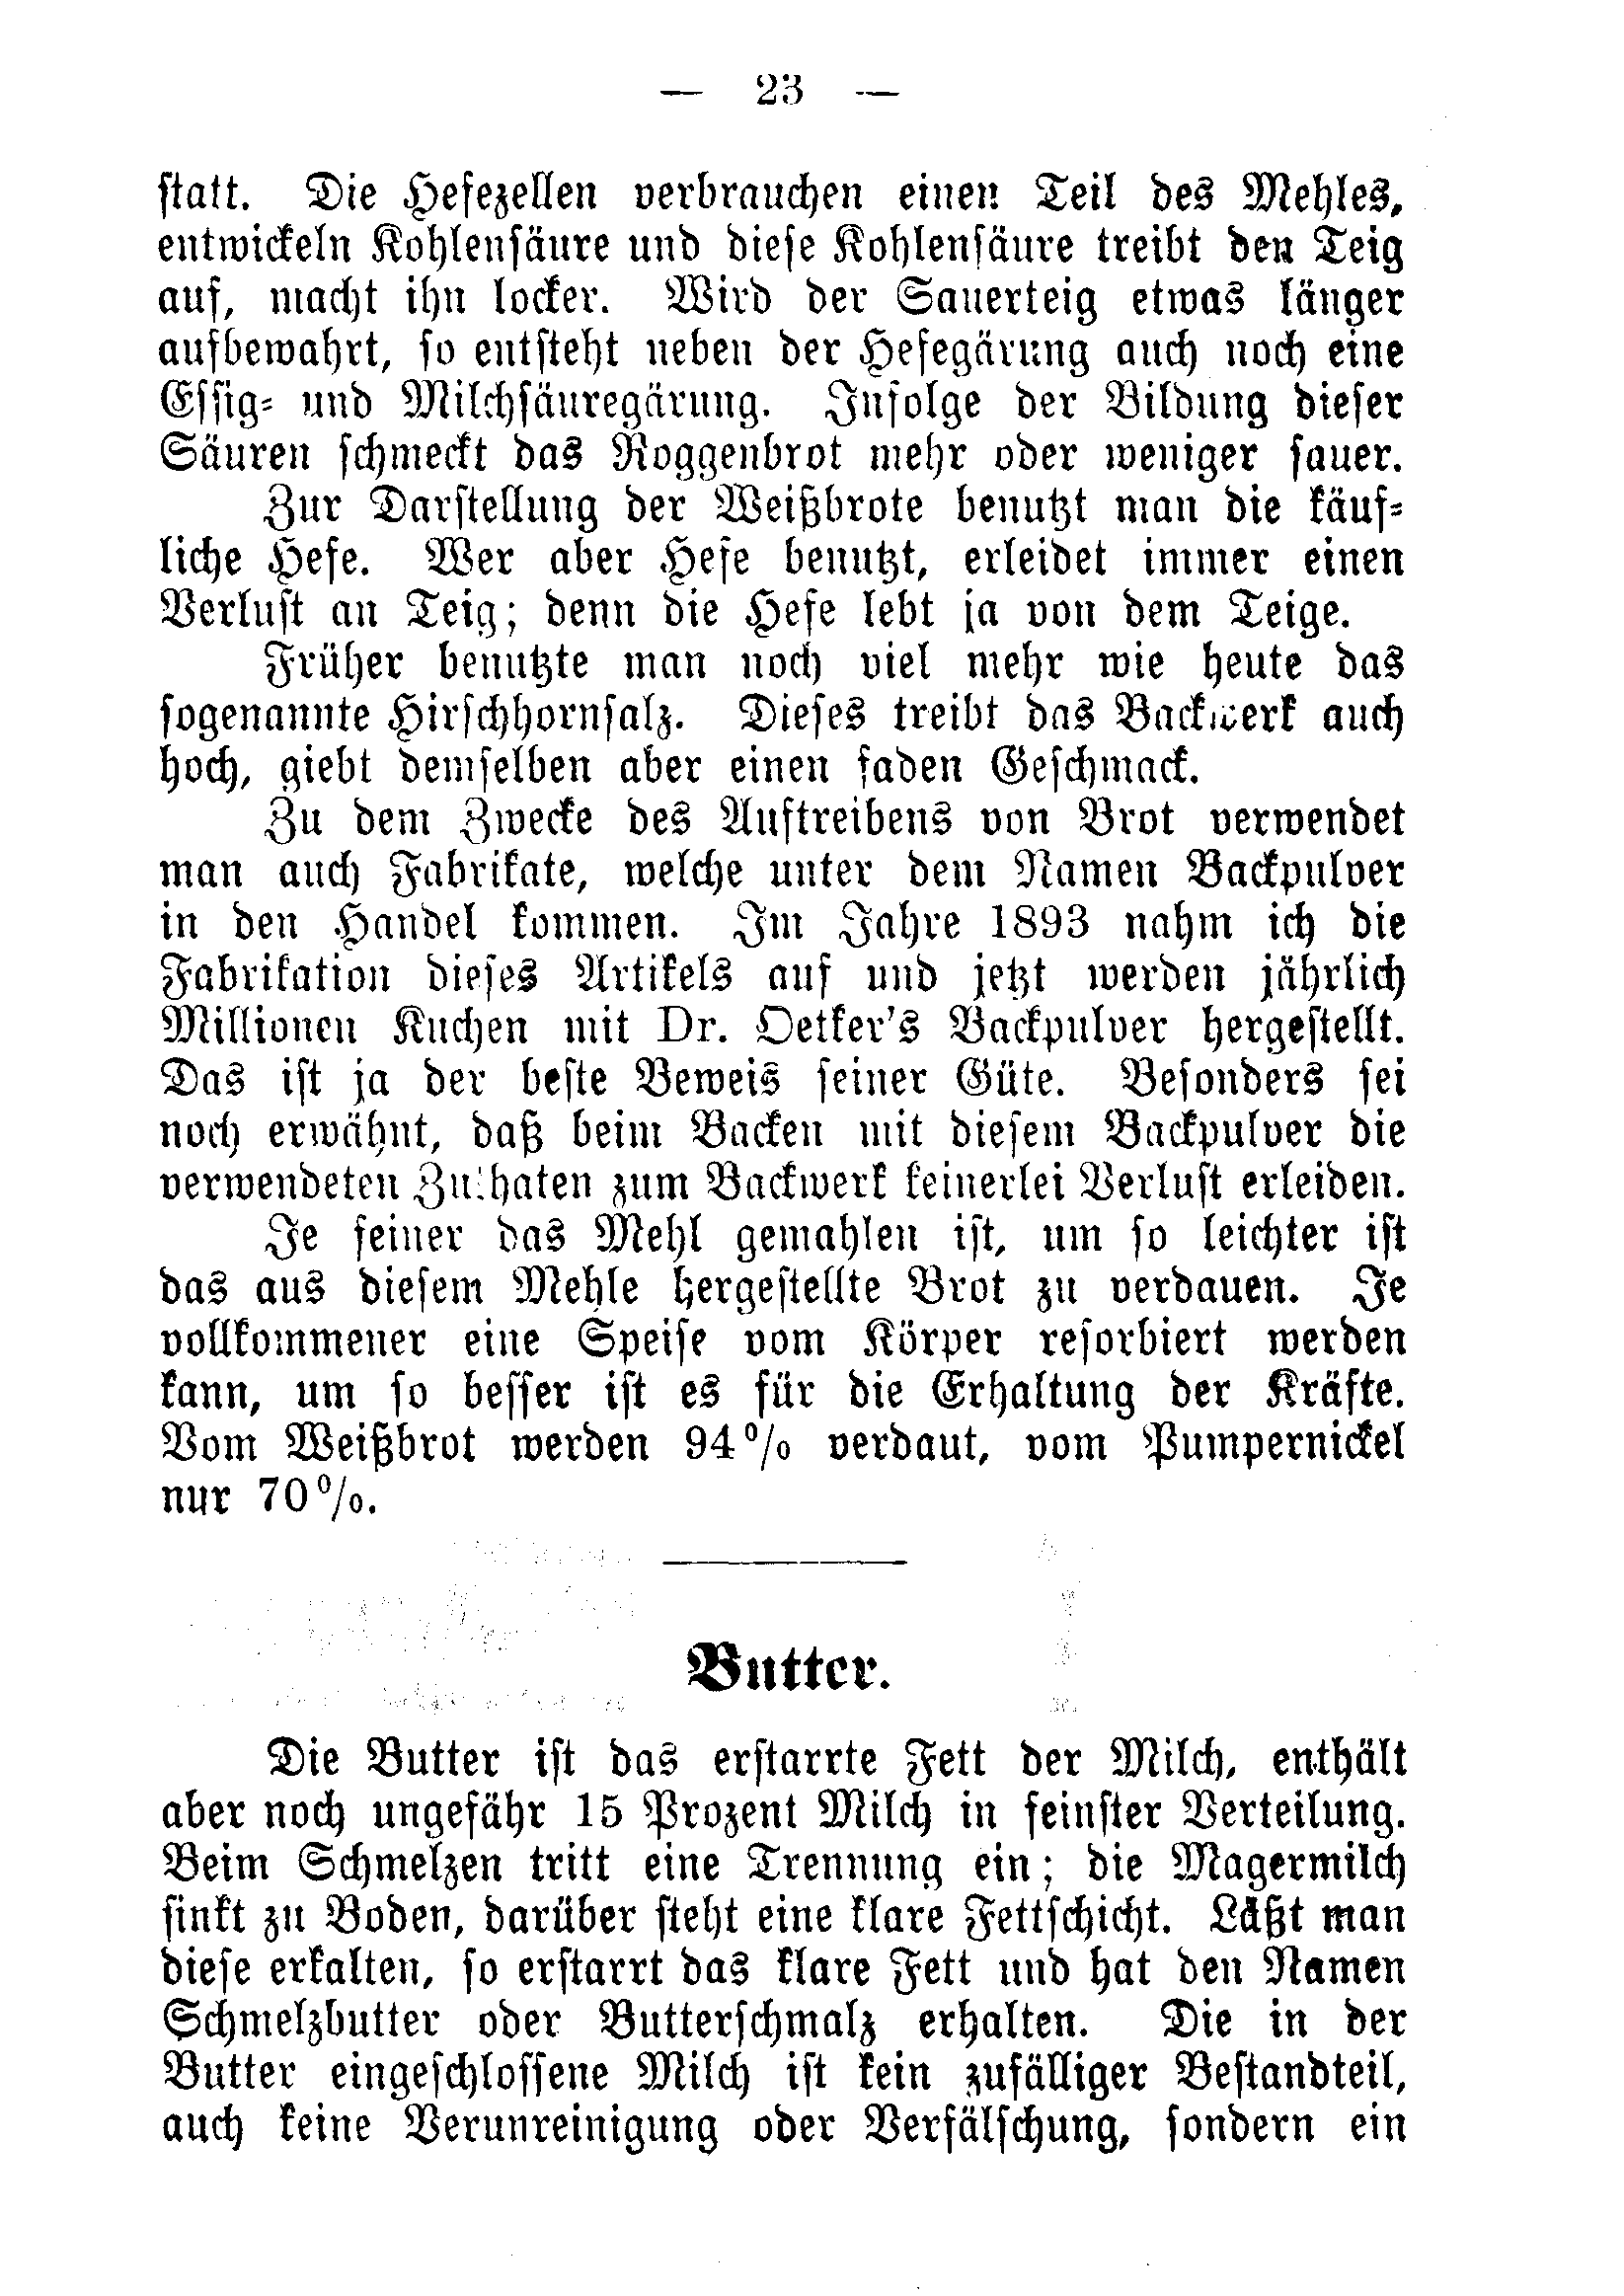 — 23 —
statt. Die Hefezellen verbrauchen einen Teil des Mehles,
entwickeln Kohlensäure und diese Kohlensäure treibt den Teig
auf, macht ihn locker. Wird der Sauerteig etwas länger
aufbewahrt, so entsteht neben der Hefegärung auch noch eine
Essig- und Milchsäuregärung. Infolge der Bildung dieser
Säuren schmeckt das Roggenbrot mehr oder weniger sauer.
Zur Darstellung der Weißbrote benutzt man die käuf-
liche Hefe. Wer aber Hefe benutzt, erleidet immer einen
Verlust an Teig; denn die Hefe lebt ja von dem Teige.
Früher benutzte man noch viel mehr wie heute das
sogenannte Hirschhornsalz. Dieses treibt das Backwerk auch
hoch, giebt demselben aber einen faden Geschmack.
Zu dem Zwecke des Auftreibens von Brot verwendet
man auch Fabrikate, welche unter dem Namen Backpulver
in den Handel kommen. Im Jahre 1893 nahm ich die
Fabrikation dieses Artikels auf und jetzt werden jährlich
Millionen Kuchen mit Dr. Oetker's Backpulver hergestellt.
Das ist ja der beste Beweis seiner Güte. Besonders sei
noch erwähnt, daß beim Backen mit diesem Backpulver die
verwendeten Zuthaten zum Backwerk keinerlei Verlust erleiden.
Je feiner das Mehl gemahlen ist, um so leichter ist
das aus diesem Mehle hergestellte Brot zu verdauen. Je
vollkommener eine Speise vom Körper resorbiert werden
kann, um so besser ist es für die Erhaltung der Kräfte.
Vom Weißbrot werden 94% verdaut, vom Pumpernickel
nur 70%.
Butter.
Die Butter ist das erstarrte Fett der Milch, enthält
aber noch ungefähr 15 Prozent Milch in feinster Verteilung.
Beim Schmelzen tritt eine Trennung ein; die Magermilch
sinkt zu Boden, darüber steht eine klare Fettschicht. Läßt man
diese erkalten, so erstarrt das klare Fett und hat den Namen
Schmelzbutter oder Butterschmalz erhalten. Die in der
Butter eingeschlossene Milch ist kein zufälliger Bestandteil,
auch keine Verunreinigung oder Verfälschung, sondern ein